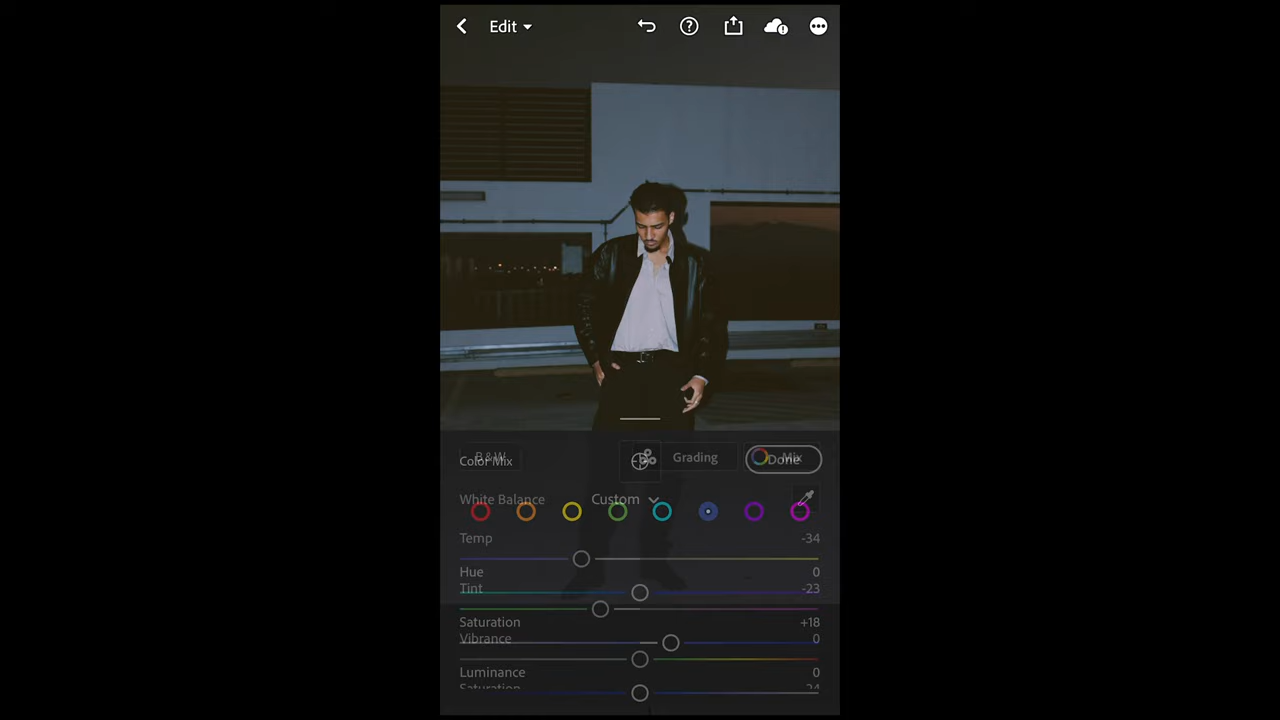 Edit
B&W
Grading
Mix
Color Mix
Done
White Balance
Custom
Temp
-34
Hue
0
Tint
-23
Saturation
+18
Vibrance
0
Luminance
0
Saturation